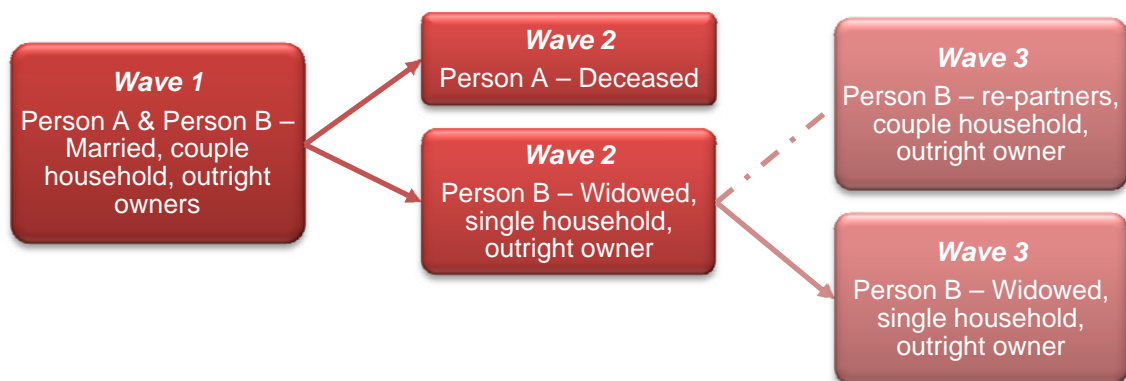 Wave 1
Person A & Person B –
Married, couple
household, outright
owners
Wave 2
Person A – Deceased
Wave 2
Person B – Widowed,
single household,
outright owner
Wave 3
Person B – re-partners,
couple household,
outright owner
Wave 3
Person B – Widowed,
single household,
outright owner